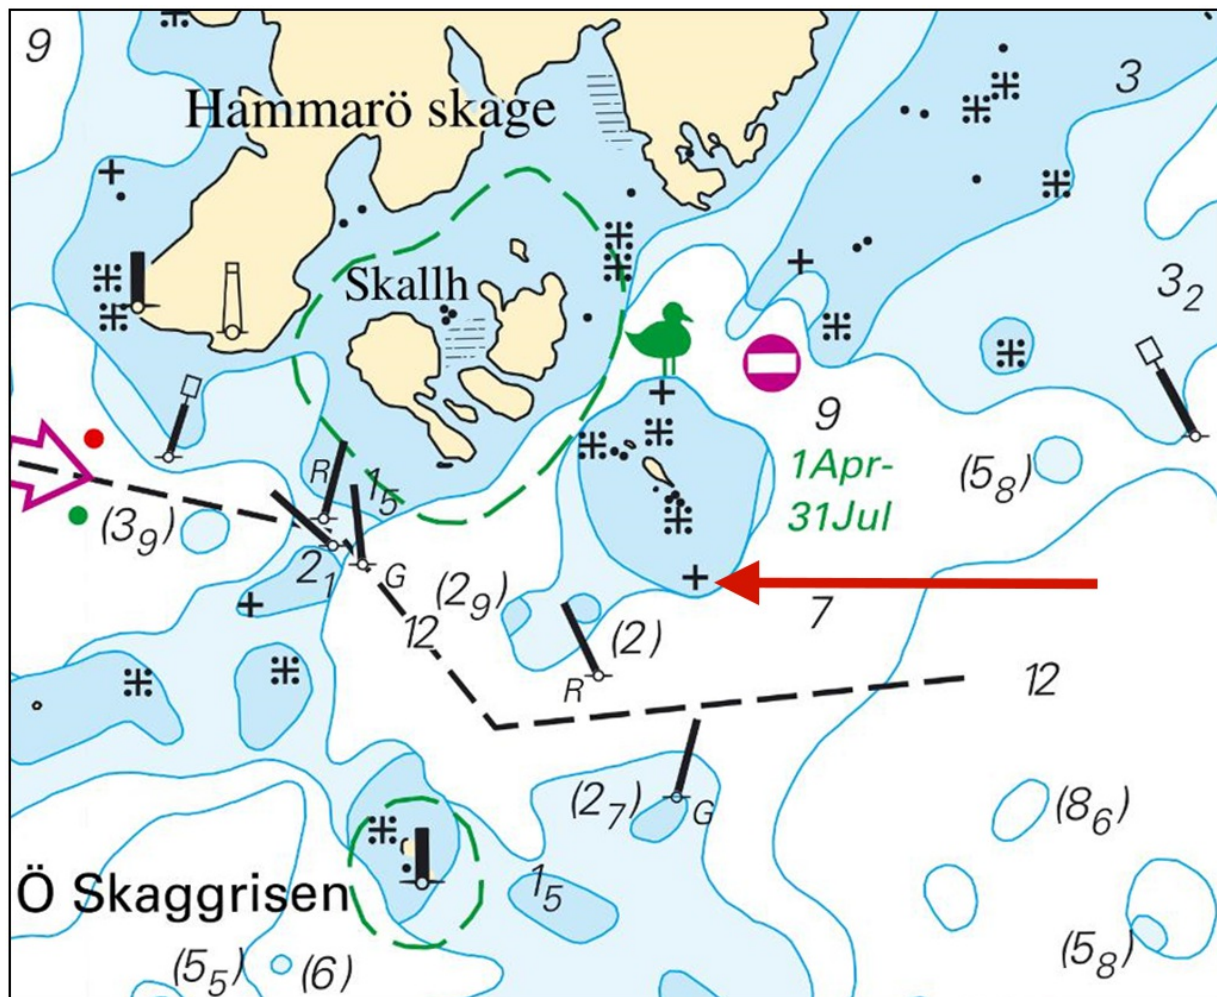 9
3
Hammarö skage
Skallh
3₂
9
1Apr-
31Jul
(5₈)
R
1₅
(3₉)
2₁
G
(2₉)
12
(2)
7
R
12
(2₇)
G
(8₆)
Ö Skaggrisen
1₅
(5₅)
(6)
(5₈)